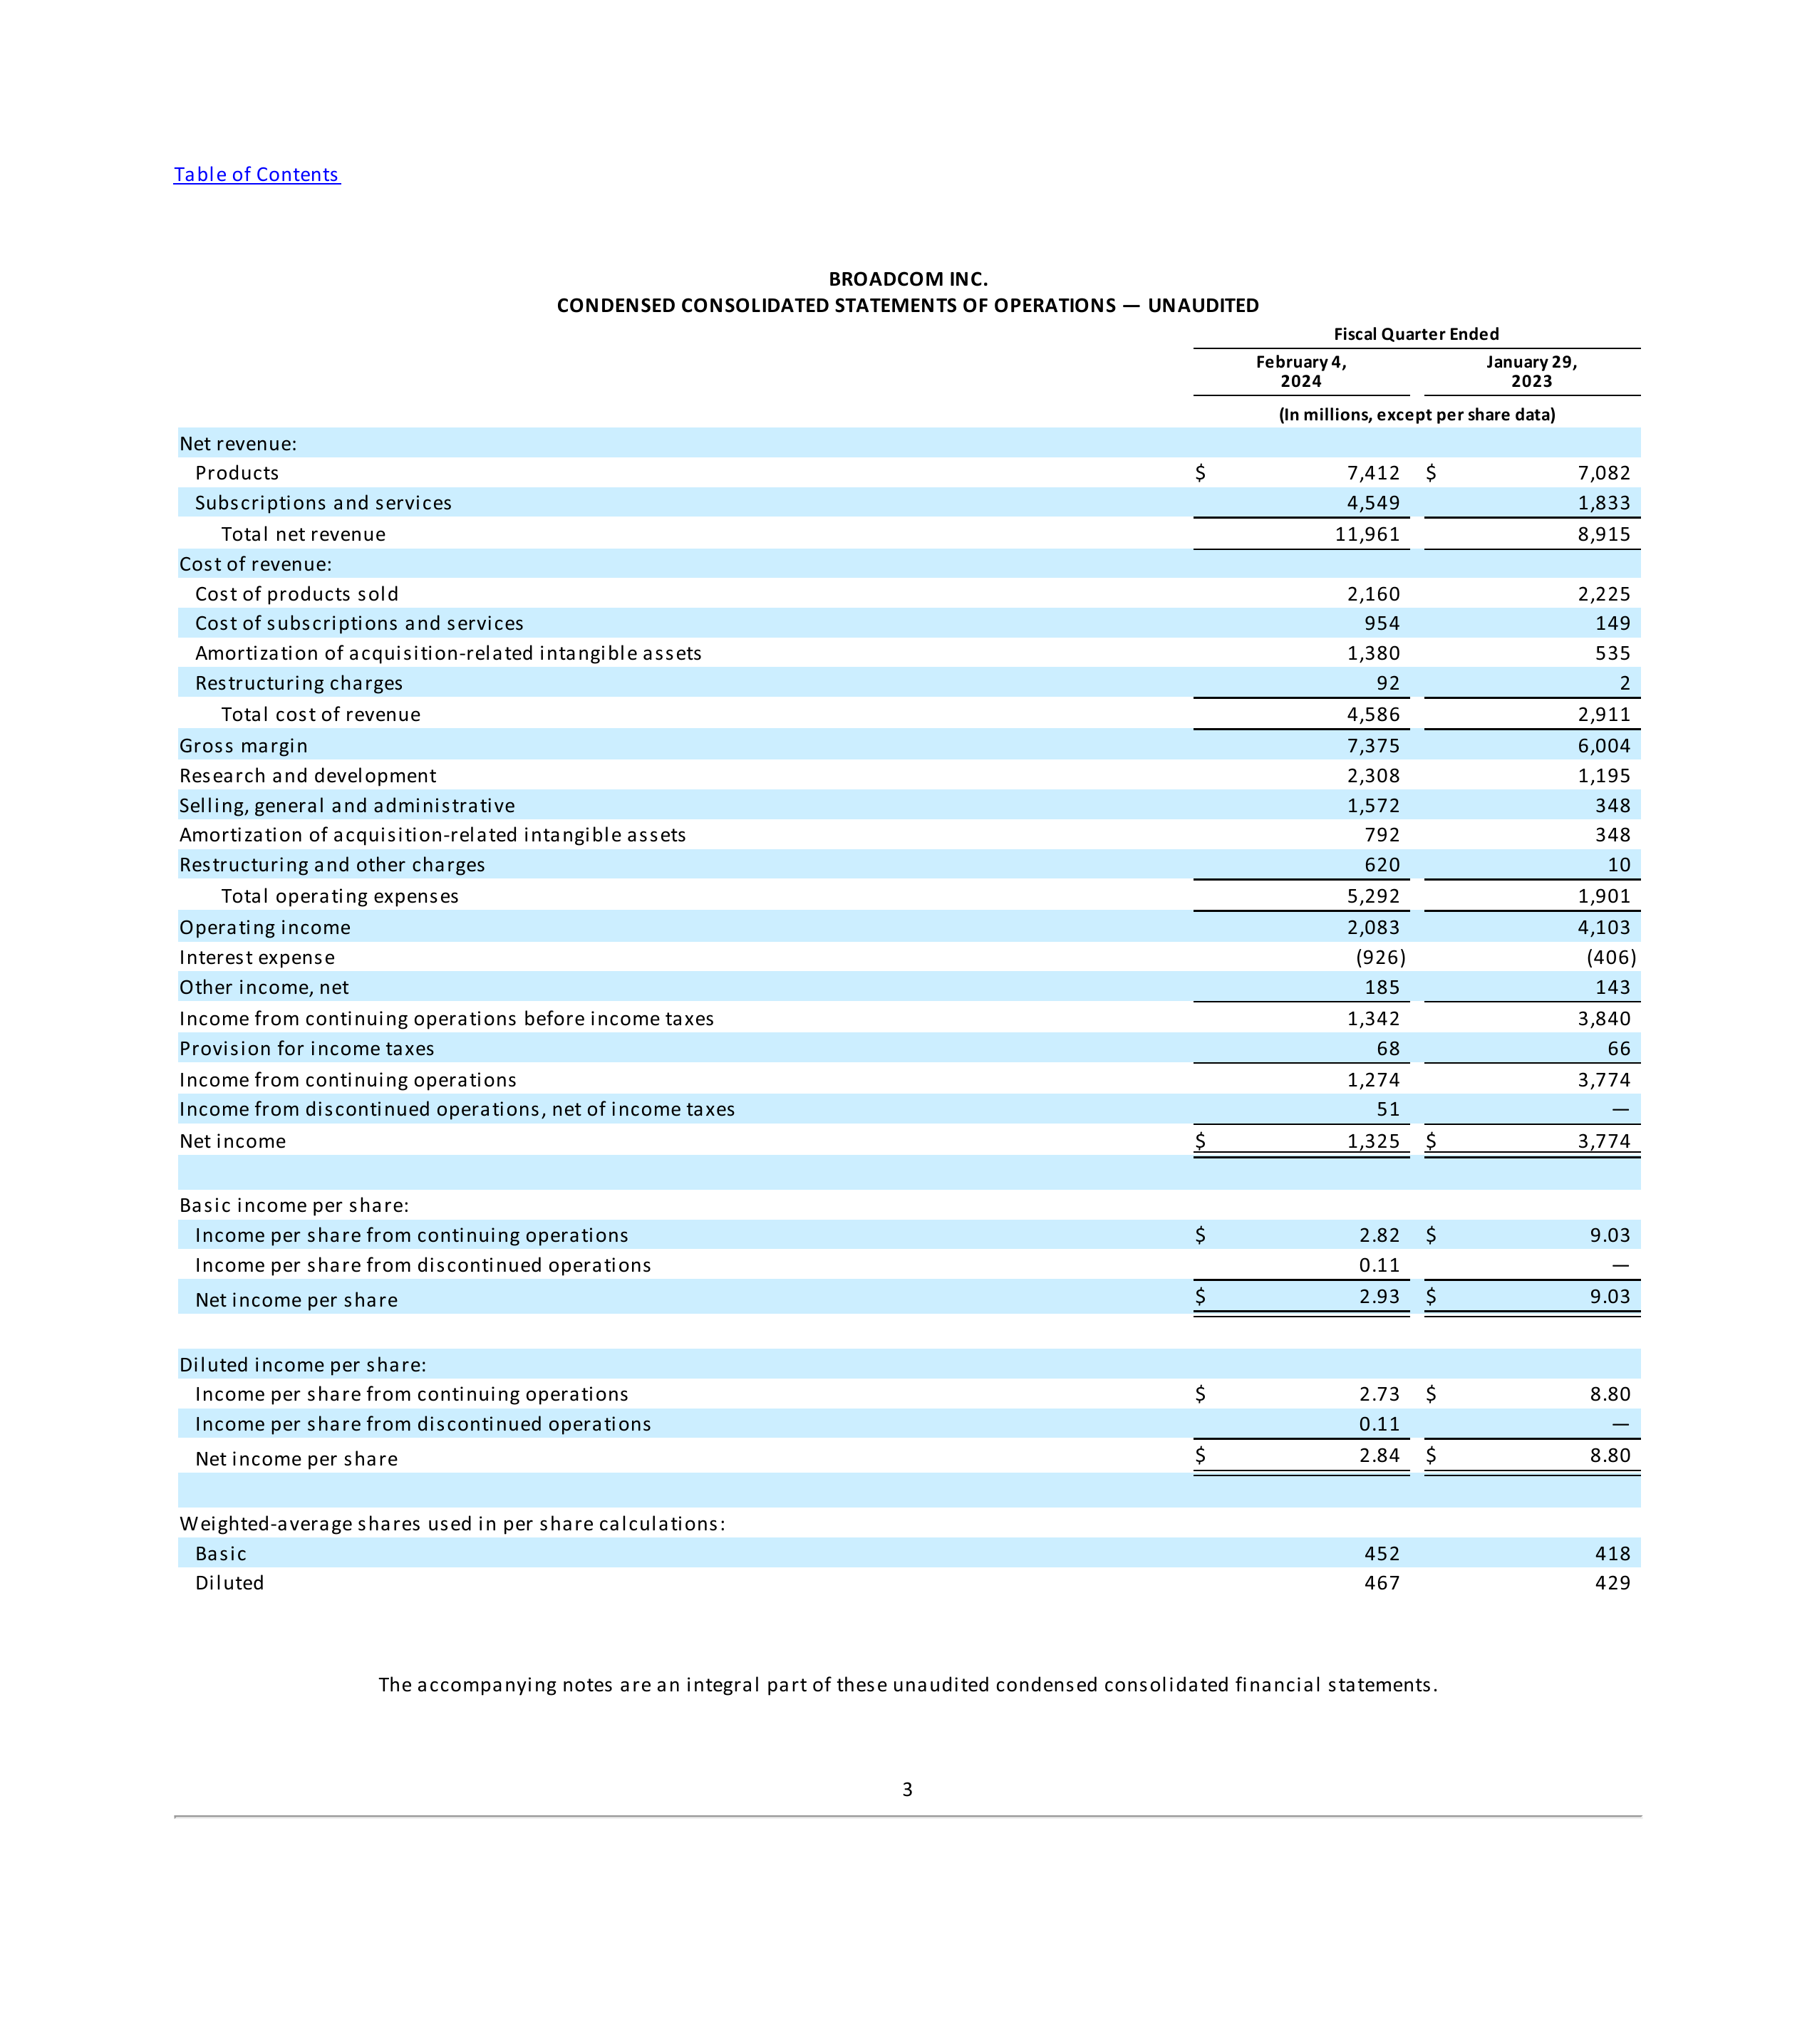 Table of Contents
BROADCOM INC.
CONDENSED CONSOLIDATED STATEMENTS OF OPERATIONS — UNAUDITED
Fiscal Quarter Ended
February 4, 2024 January 29, 2023
(In millions, except per share data)
Net revenue:
Products $ 7,412 $ 7,082
Subscriptions and services 4,549 1,833
Total net revenue 11,961 8,915
Cost of revenue:
Cost of products sold 2,160 2,225
Cost of subscriptions and services 954 149
Amortization of acquisition-related intangible assets 1,380 535
Restructuring charges 92 2
Total cost of revenue 4,586 2,911
Gross margin 7,375 6,004
Research and development 2,308 1,195
Selling, general and administrative 1,572 348
Amortization of acquisition-related intangible assets 792 348
Restructuring and other charges 620 10
Total operating expenses 5,292 1,901
Operating income 2,083 4,103
Interest expense (926) (406)
Other income, net 185 143
Income from continuing operations before income taxes 1,342 3,840
Provision for income taxes 68 66
Income from continuing operations 1,274 3,774
Income from discontinued operations, net of income taxes 51 —
Net income $ 1,325 $ 3,774
Basic income per share:
Income per share from continuing operations $ 2.82 $ 9.03
Income per share from discontinued operations 0.11 —
Net income per share $ 2.93 $ 9.03
Diluted income per share:
Income per share from continuing operations $ 2.73 $ 8.80
Income per share from discontinued operations 0.11 —
Net income per share $ 2.84 $ 8.80
Weighted-average shares used in per share calculations:
Basic 452 418
Diluted 467 429
The accompanying notes are an integral part of these unaudited condensed consolidated financial statements.
3